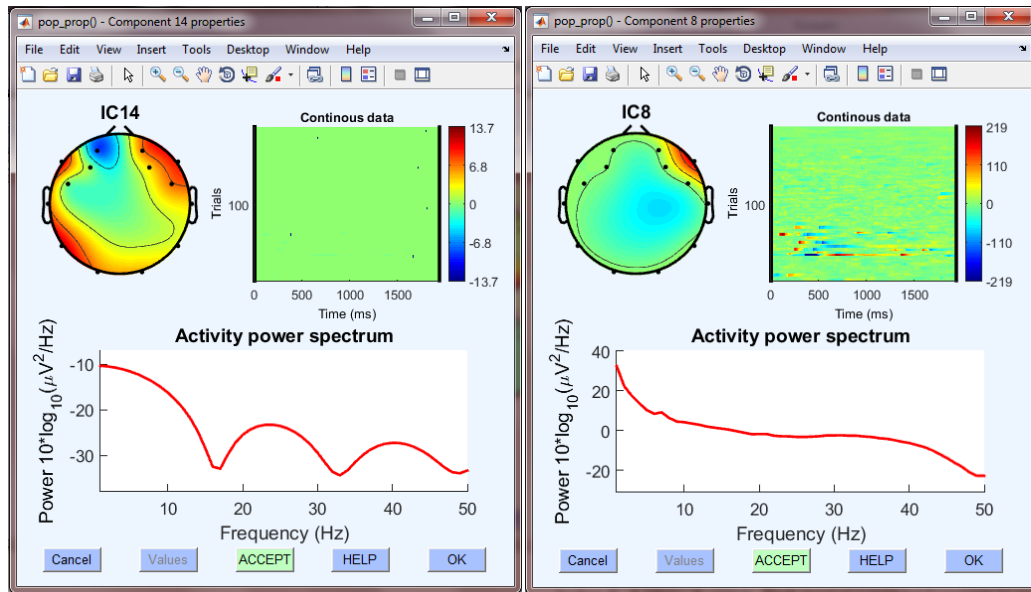 pop_prop() - Component 14 properties
File Edit View Insert Tools Desktop Window Help
IC14
Continous data
Trials
100
13.7
6.8
0
-6.8
-13.7
0 500 1000 1500
Time (ms)
Activity power spectrum
Power 10*log10(μV2/Hz)
-10
-20
-30
10 20 30 40 50
Frequency (Hz)
Cancel Values ACCEPT HELP OK
pop_prop() - Component 8 properties
File Edit View Insert Tools Desktop Window Help
IC8
Continous data
Trials
100
219
110
0
-110
-219
0 500 1000 1500
Time (ms)
Activity power spectrum
Power 10*log10(μV2/Hz)
40
20
0
-20
10 20 30 40 50
Frequency (Hz)
Cancel Values ACCEPT HELP OK